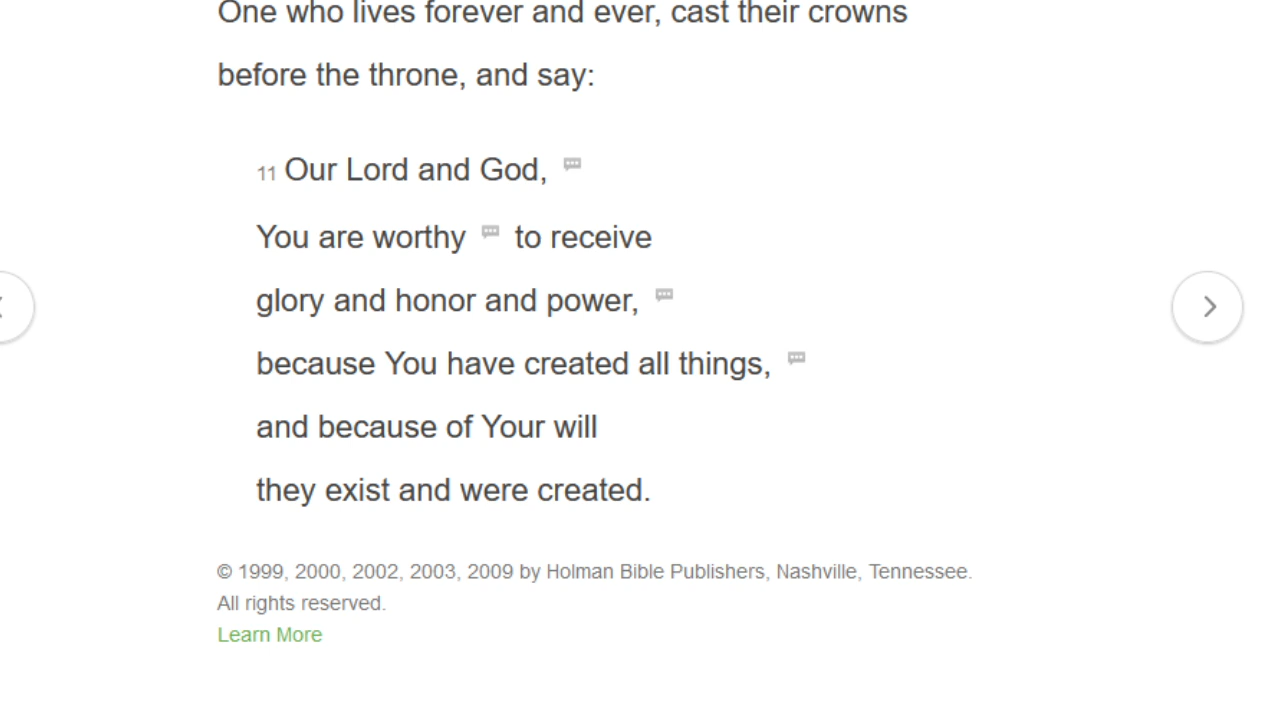 One who lives forever and ever, cast their crowns
before the throne, and say:
11 Our Lord and God,
You are worthy to receive
glory and honor and power,
because You have created all things,
and because of Your will
they exist and were created.
© 1999, 2000, 2002, 2003, 2009 by Holman Bible Publishers, Nashville, Tennessee.
All rights reserved.
Learn More